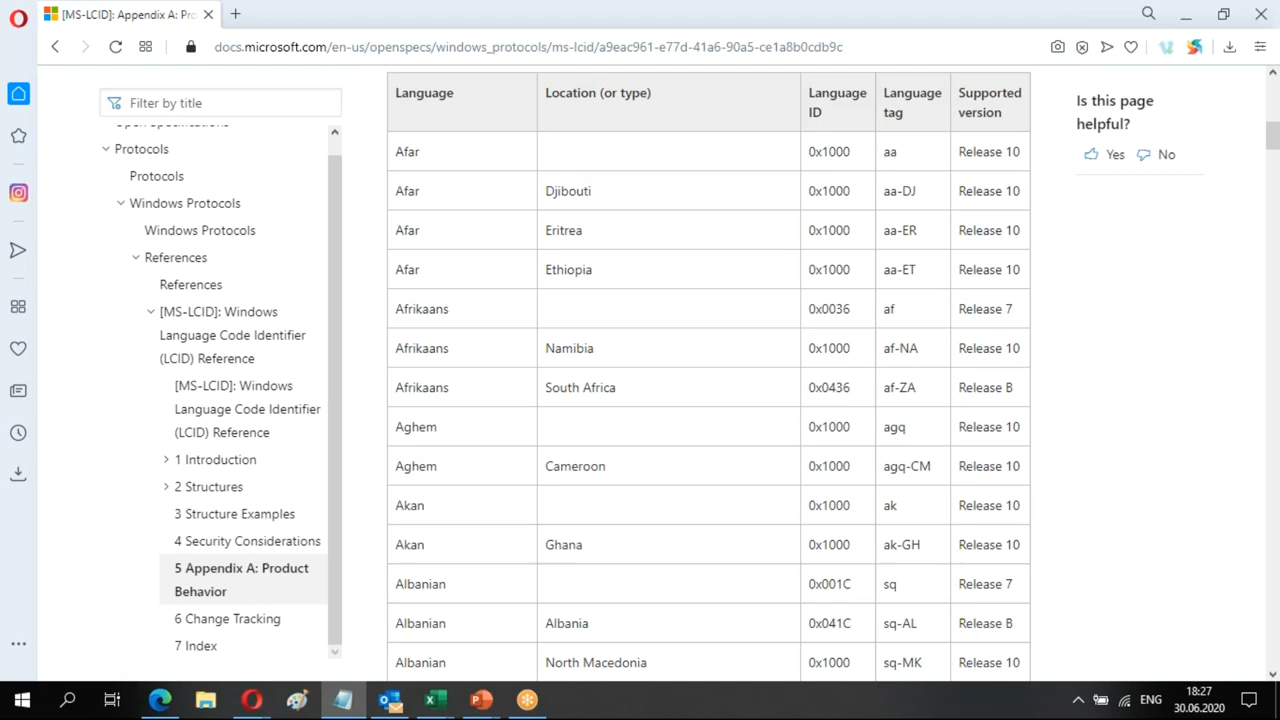 [MS-LCID]: Appendix A: Pro
docs.microsoft.com/en-us/openspecs/windows_protocols/ms-lcid/a9eac961-e77d-41a6-90a5-ce1a8b0cdb9c
Filter by title
Open Specifications
Protocols
Protocols
Windows Protocols
Windows Protocols
References
References
[MS-LCID]: Windows
Language Code Identifier
(LCID) Reference
[MS-LCID]: Windows
Language Code Identifier
(LCID) Reference
1 Introduction
2 Structures
3 Structure Examples
4 Security Considerations
5 Appendix A: Product
Behavior
6 Change Tracking
7 Index
Language Location (or type) Language ID Language tag Supported version
Afar 0x1000 aa Release 10
Afar Djibouti 0x1000 aa-DJ Release 10
Afar Eritrea 0x1000 aa-ER Release 10
Afar Ethiopia 0x1000 aa-ET Release 10
Afrikaans 0x0036 af Release 7
Afrikaans Namibia 0x1000 af-NA Release 10
Afrikaans South Africa 0x0436 af-ZA Release B
Aghem 0x1000 agq Release 10
Aghem Cameroon 0x1000 agq-CM Release 10
Akan 0x1000 ak Release 10
Akan Ghana 0x1000 ak-GH Release 10
Albanian 0x001C sq Release 7
Albanian Albania 0x041C sq-AL Release B
Albanian North Macedonia 0x1000 sq-MK Release 10
Is this page
helpful?
Yes No
ENG
18:27
30.06.2020